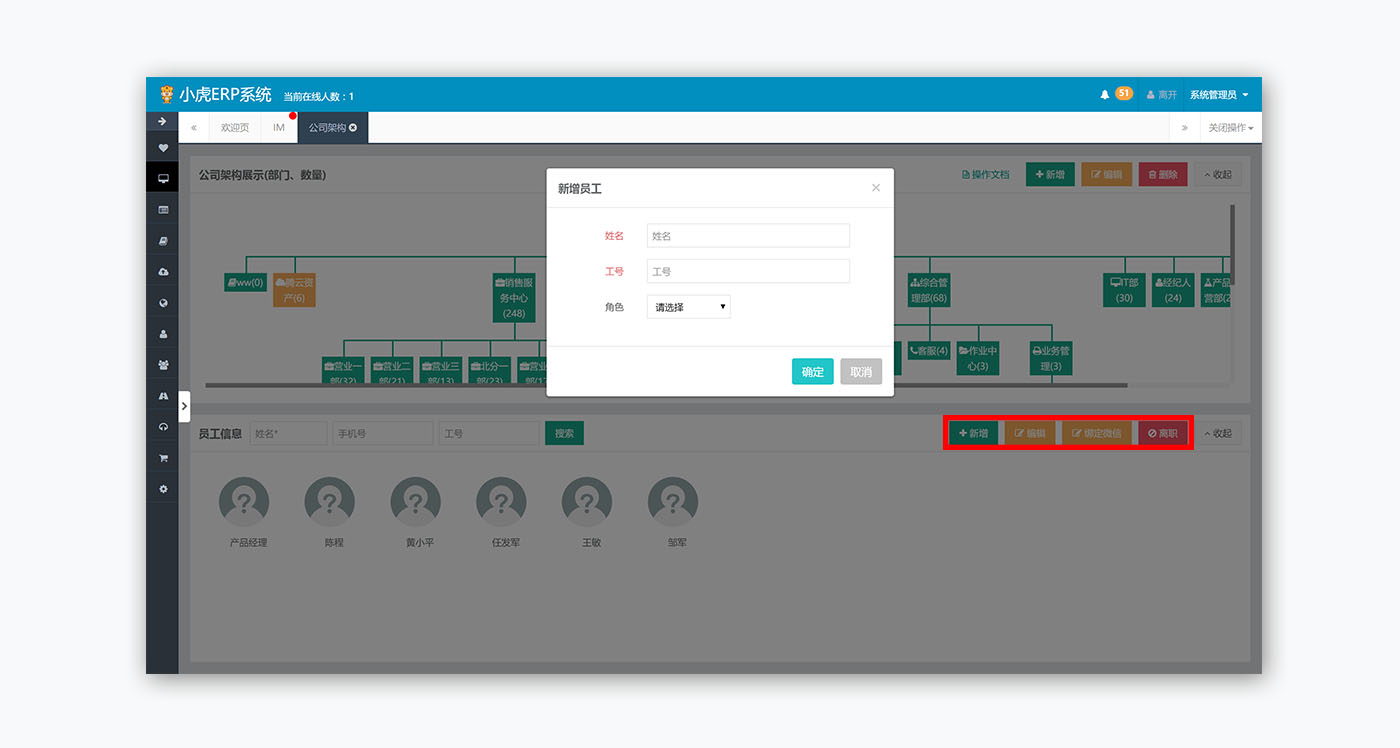 小虎ERP系统 当前在线人数：1 51 离开 系统管理员
欢迎页 IM 公司架构 关闭操作
公司架构展示(部门、数量) 操作文档 新增 编辑 删除 收起
新增员工
姓名 姓名
工号 工号
角色 请选择
确定 取消
ww(0)
腾云资
产(6)
销售服
务中心
(248)
综合管
理部(68)
IT部
(30)
经纪人
(24)
产品
营部(2
营业一
部(32)
营业二
部(21)
营业三
部(13)
北分一
部(23)
营业
部(1
客服(4)
作业中
心(3)
业务管
理(3)
员工信息 姓名* 手机号 工号 搜索 新增 编辑 绑定微信 离职 收起
产品经理 陈程 黄小平 任发军 王敏 邹军